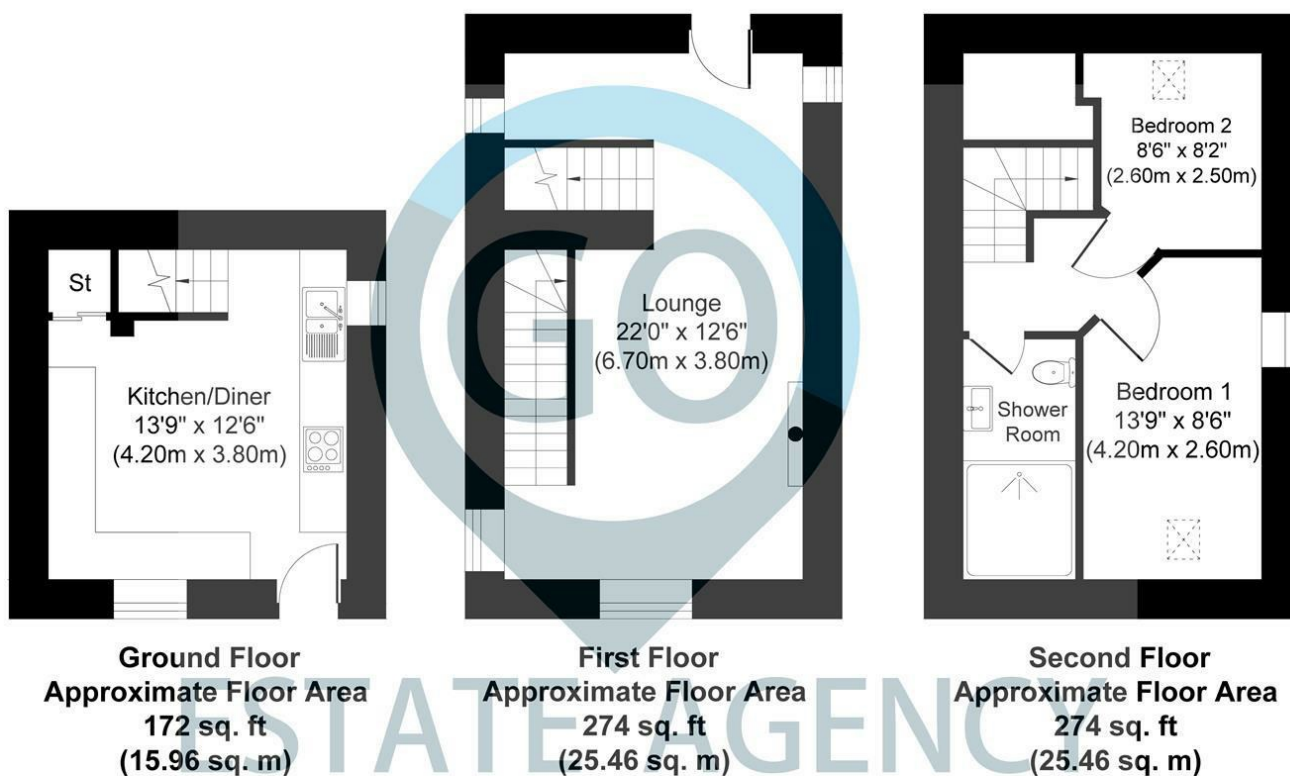 St
Kitchen/Diner
13'9" x 12'6"
(4.20m x 3.80m)
Ground Floor
Approximate Floor Area
172 sq. ft
(15.96 sq. m)
Lounge
22'0" x 12'6"
(6.70m x 3.80m)
First Floor
Approximate Floor Area
274 sq. ft
(25.46 sq. m)
Bedroom 2
8'6" x 8'2"
(2.60m x 2.50m)
Bedroom 1
13'9" x 8'6"
(4.20m x 2.60m)
Shower
Room
Second Floor
Approximate Floor Area
274 sq. ft
(25.46 sq. m)
GO
ESTATE AGENCY